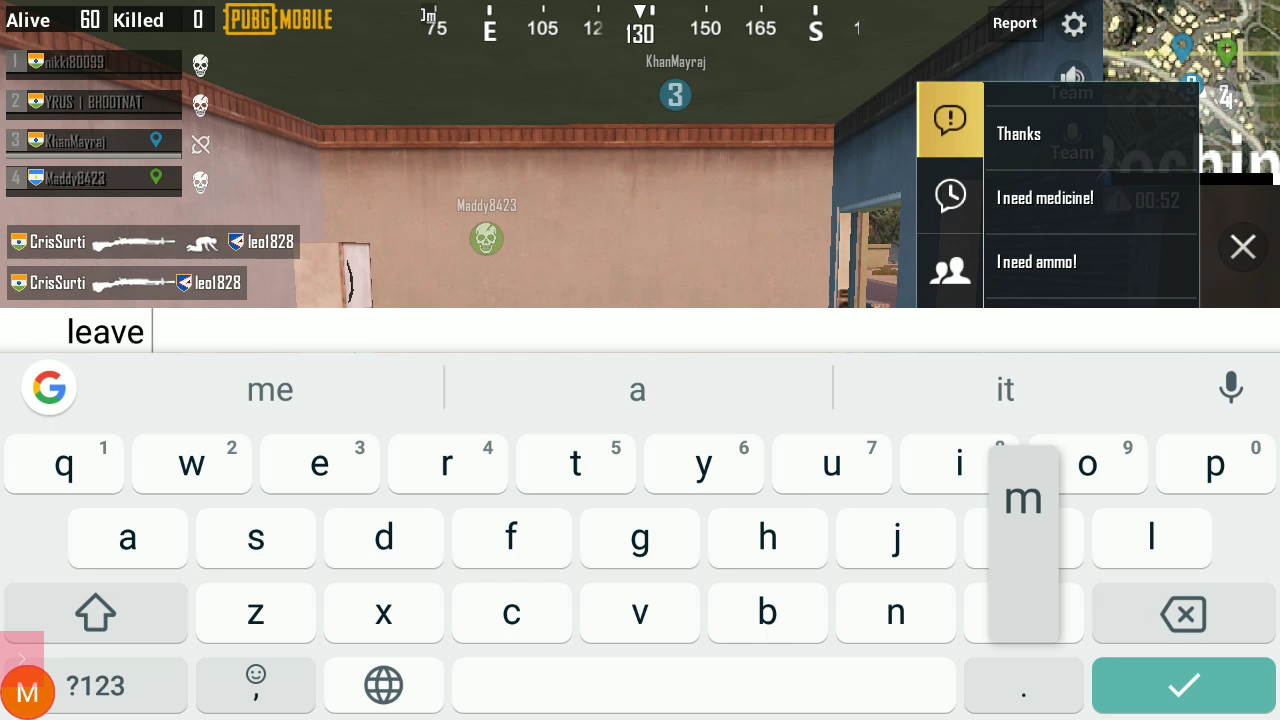 Alive 60 Killed 0 PUBG MOBILE
75 E 105 12 130 150 165 S 1
Report
1 nikki80099
2 YRUS | BHOOTNAT
3 KhanMayraj
4 Maddy8423
KhanMayraj
3
Maddy8423
CrisSurti leo1828
CrisSurti leo1828
Team
Team
Thanks
I need medicine!
I need ammo!
ochin
00:52
leave
G me a it
q 1 w 2 e 3 r 4 t 5 y 6 u 7 i o 9 p 0
a s d f g h j l
z x c v b n m
M ?123 , .